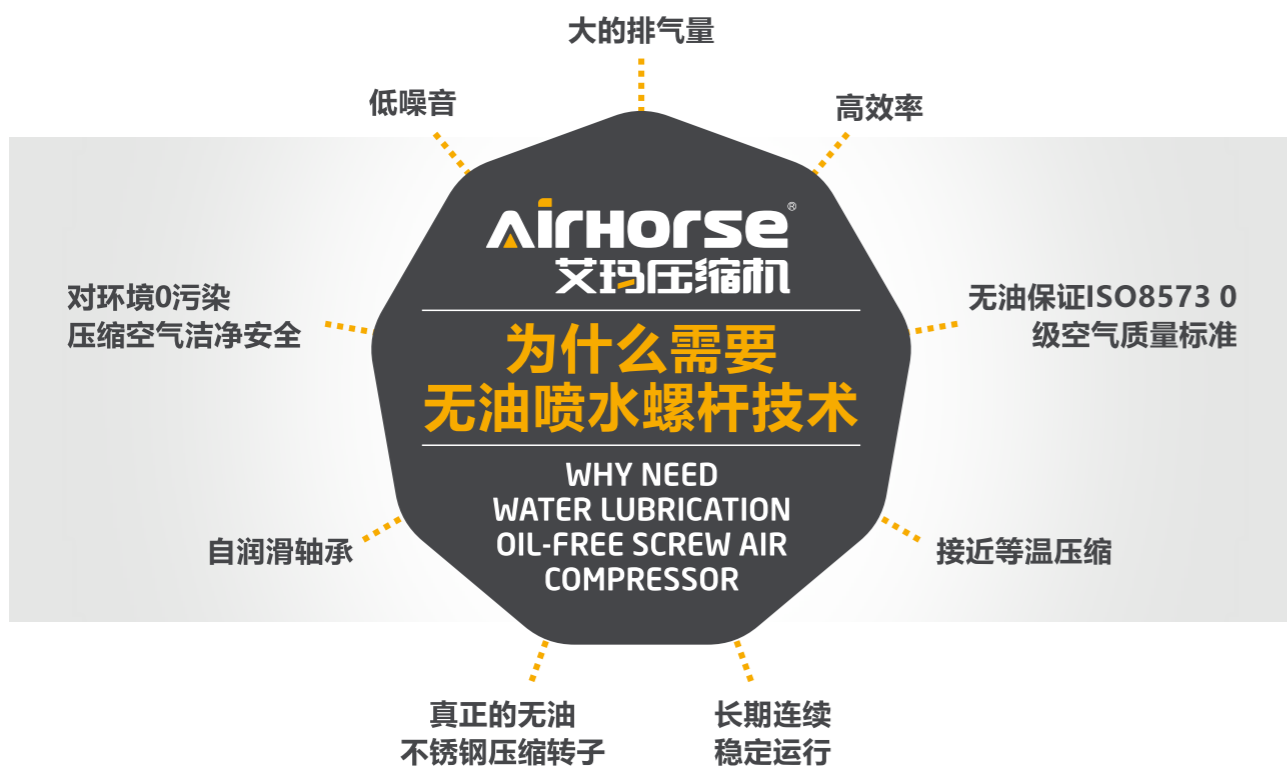 大的排气量
低噪音
高效率
AirHorse®
艾玛压缩机
对环境0污染
压缩空气洁净安全
无油保证ISO8573 0
级空气质量标准
为什么需要
无油喷水螺杆技术
WHY NEED
WATER LUBRICATION
OIL-FREE SCREW AIR
COMPRESSOR
自润滑轴承
接近等温压缩
真正的无油
不锈钢压缩转子
长期连续
稳定运行